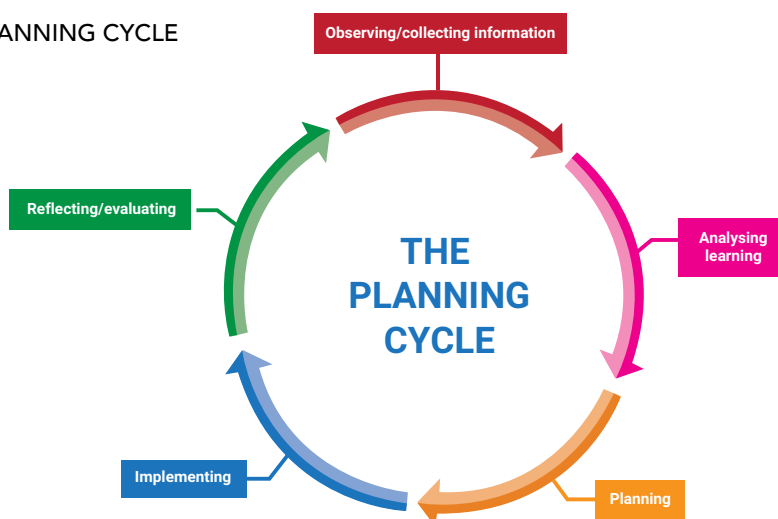 ANNING CYCLE
Observing/collecting information
Reflecting/evaluating
Analysing
learning
THE
PLANNING
CYCLE
Implementing
Planning